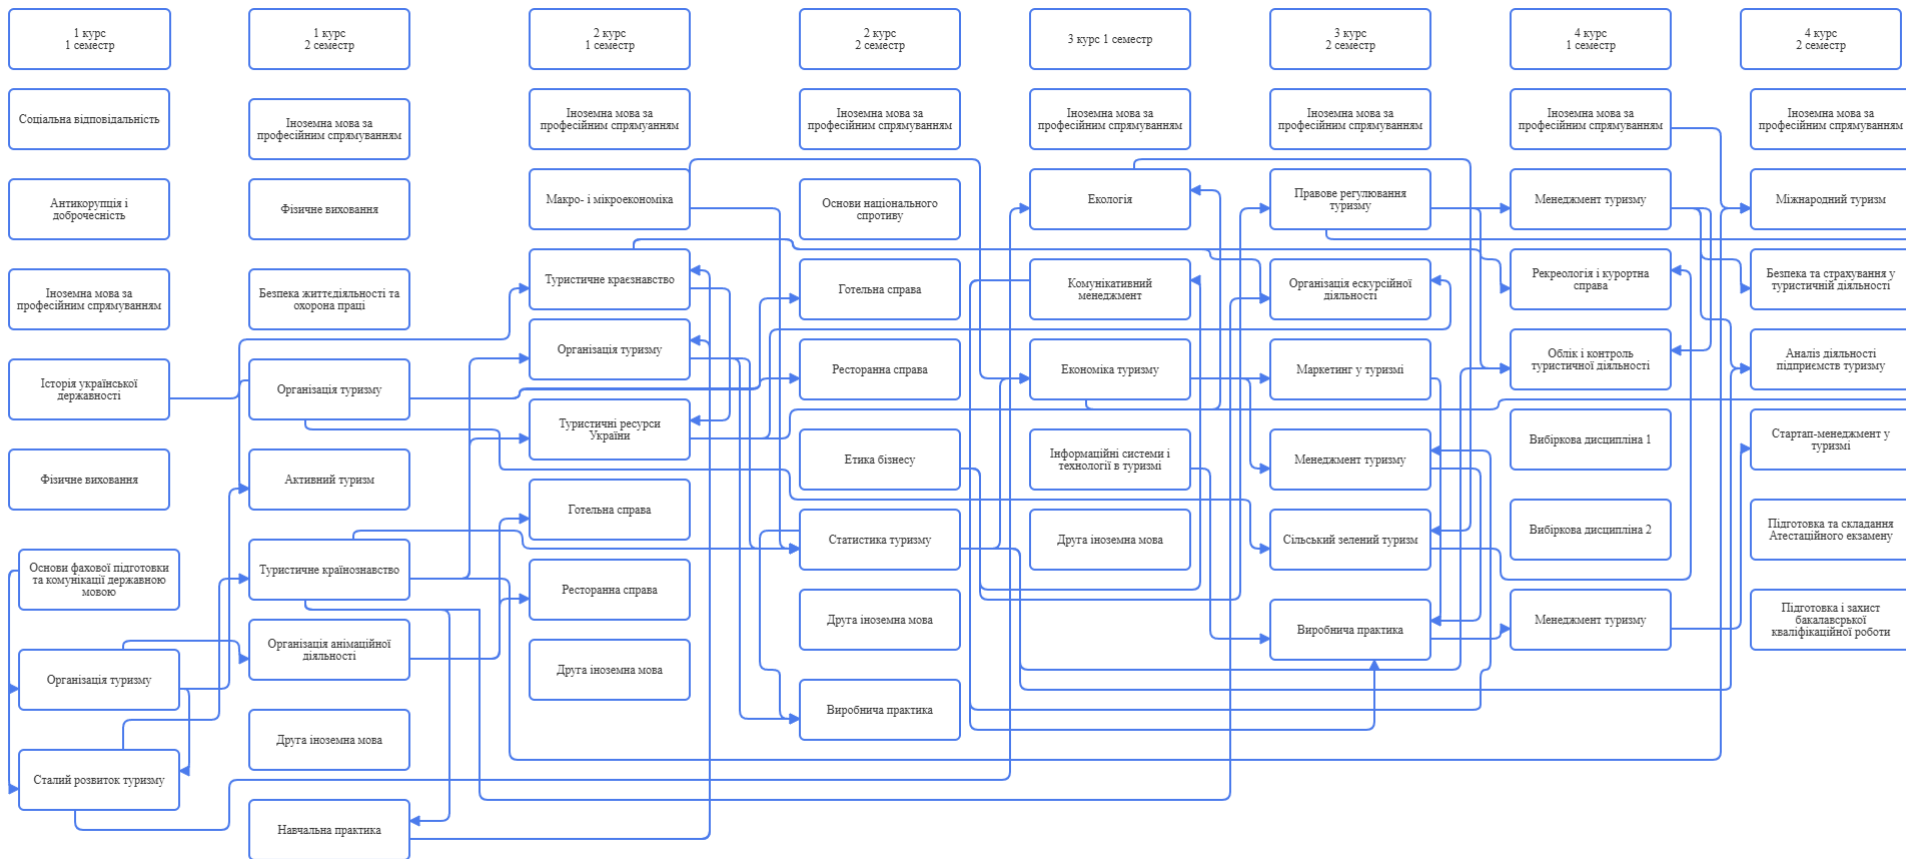 1 курс
1 семестр
Соціальна відповідальність
Антикорупція і
доброчесність
Іноземна мова за
професійним спрямуванням
Історія української
державності
Фізичне виховання
Основи фахової підготовки
та комунікації державною
мовою
Організація туризму
Сталий розвиток туризму
1 курс
2 семестр
Іноземна мова за
професійним спрямуванням
Фізичне виховання
Безпека життєдіяльності та
охорона праці
Організація туризму
Активний туризм
Туристичне країнознавство
Організація анімаційної
діяльності
Друга іноземна мова
Навчальна практика
2 курс
1 семестр
Іноземна мова за
професійним спрямуанням
Макро- і мікроекономіка
Туристичне краєзнавство
Організація туризму
Туристичні ресурси
України
Готельна справа
Ресторанна справа
Друга іноземна мова
2 курс
2 семестр
Іноземна мова за
професійним спрямуванням
Основи національного
спротиву
Готельна справа
Ресторанна справа
Етика бізнесу
Статистика туризму
Друга іноземна мова
Виробнича практика
3 курс 1 семестр
Іноземна мова за
професійним спрямуванням
Екологія
Комунікативний
менеджмент
Економіка туризму
Інформаційні системи і
технології в туризмі
Друга іноземна мова
3 курс
2 семестр
Іноземна мова за
професійним спрямуванням
Правове регулювання
туризму
Організація ескурсійної
діяльності
Маркетинг у туризмі
Менеджмент туризму
Сільський зелений туризм
Виробнича практика
4 курс
1 семестр
Іноземна мова за
професійним спрямуванням
Менеджмент туризму
Рекреологія і курортна
справа
Облік і контроль
туристичної діяльності
Вибіркова дисципліна 1
Вибіркова дисципліна 2
Менеджмент туризму
4 курс
2 семестр
Іноземна мова за
професійним спрямуванням
Міжнародний туризм
Безпека та страхування у
туристичній діяльності
Аналіз діяльності
підприємств туризму
Стартап-менеджмент у
туризмі
Підготовка та складання
Атестаційного екзамену
Підготовка і захист
бакалаврської
кваліфікаційної роботи